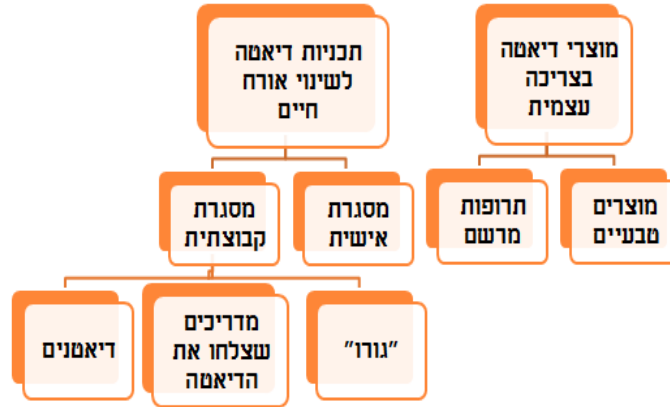 מוצרי דיאטה
בצריכה
עצמית
תכניות דיאטה
לשינוי אורח
חיים
מוצרים
טבעיים
תרופות
מרשם
מסגרת
אישית
מסגרת
קבוצתית
"גורו"
מדריכים
שצלחו את
הדיאטה
דיאטנים